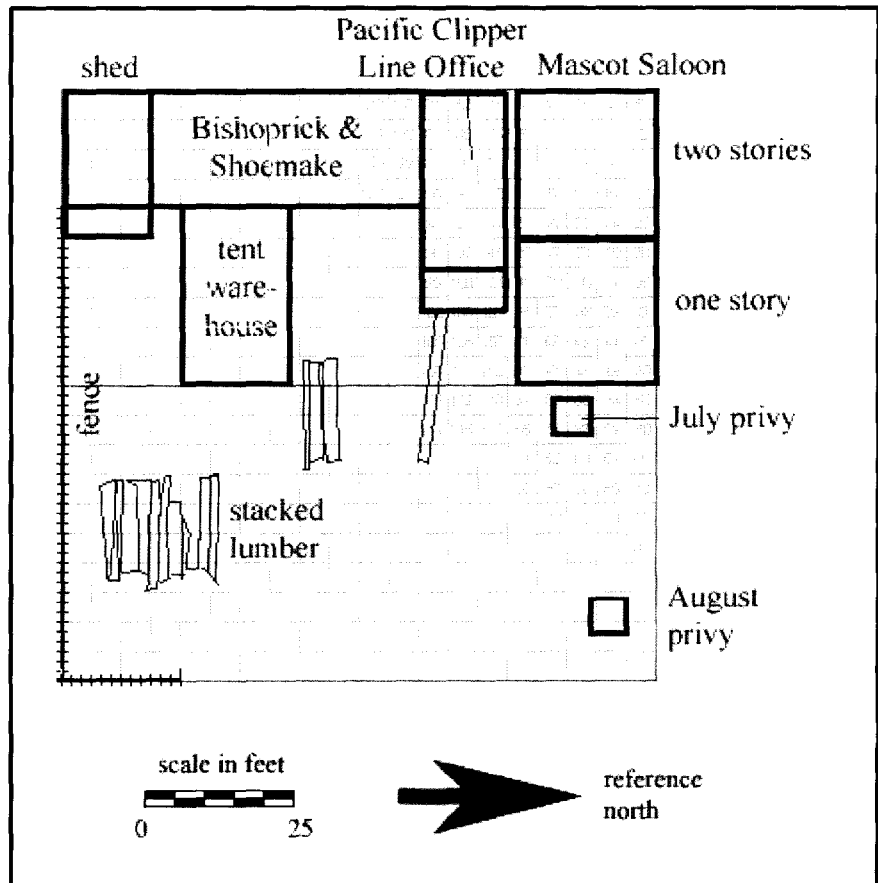 Pacific Clipper
Line Office
shed
Mascot Saloon
Bishoprick &
Shoemake
two stories
tent
ware-
house
one story
fence
July privy
stacked
lumber
August
privy
scale in feet
0 25
reference
north